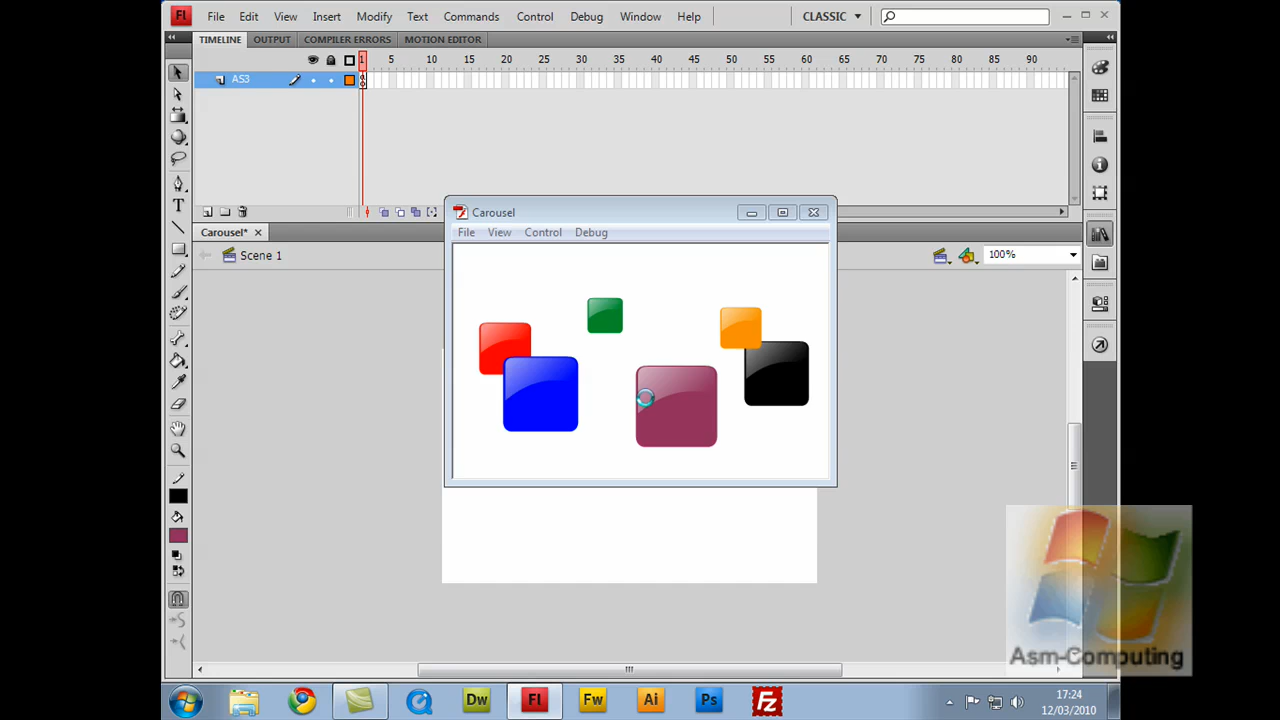 Fl File Edit View Insert Modify Text Commands Control Debug Window Help CLASSIC
TIMELINE OUTPUT COMPILER ERRORS MOTION EDITOR
1 5 10 15 20 25 30 35 40 45 50 55 60 65 70 75 80 85 90
AS3
Carousel*
Scene 1
100%
Carousel
File View Control Debug
Asm-Computing
Dw Fl Fw Ai Ps Fz
17:24
12/03/2010